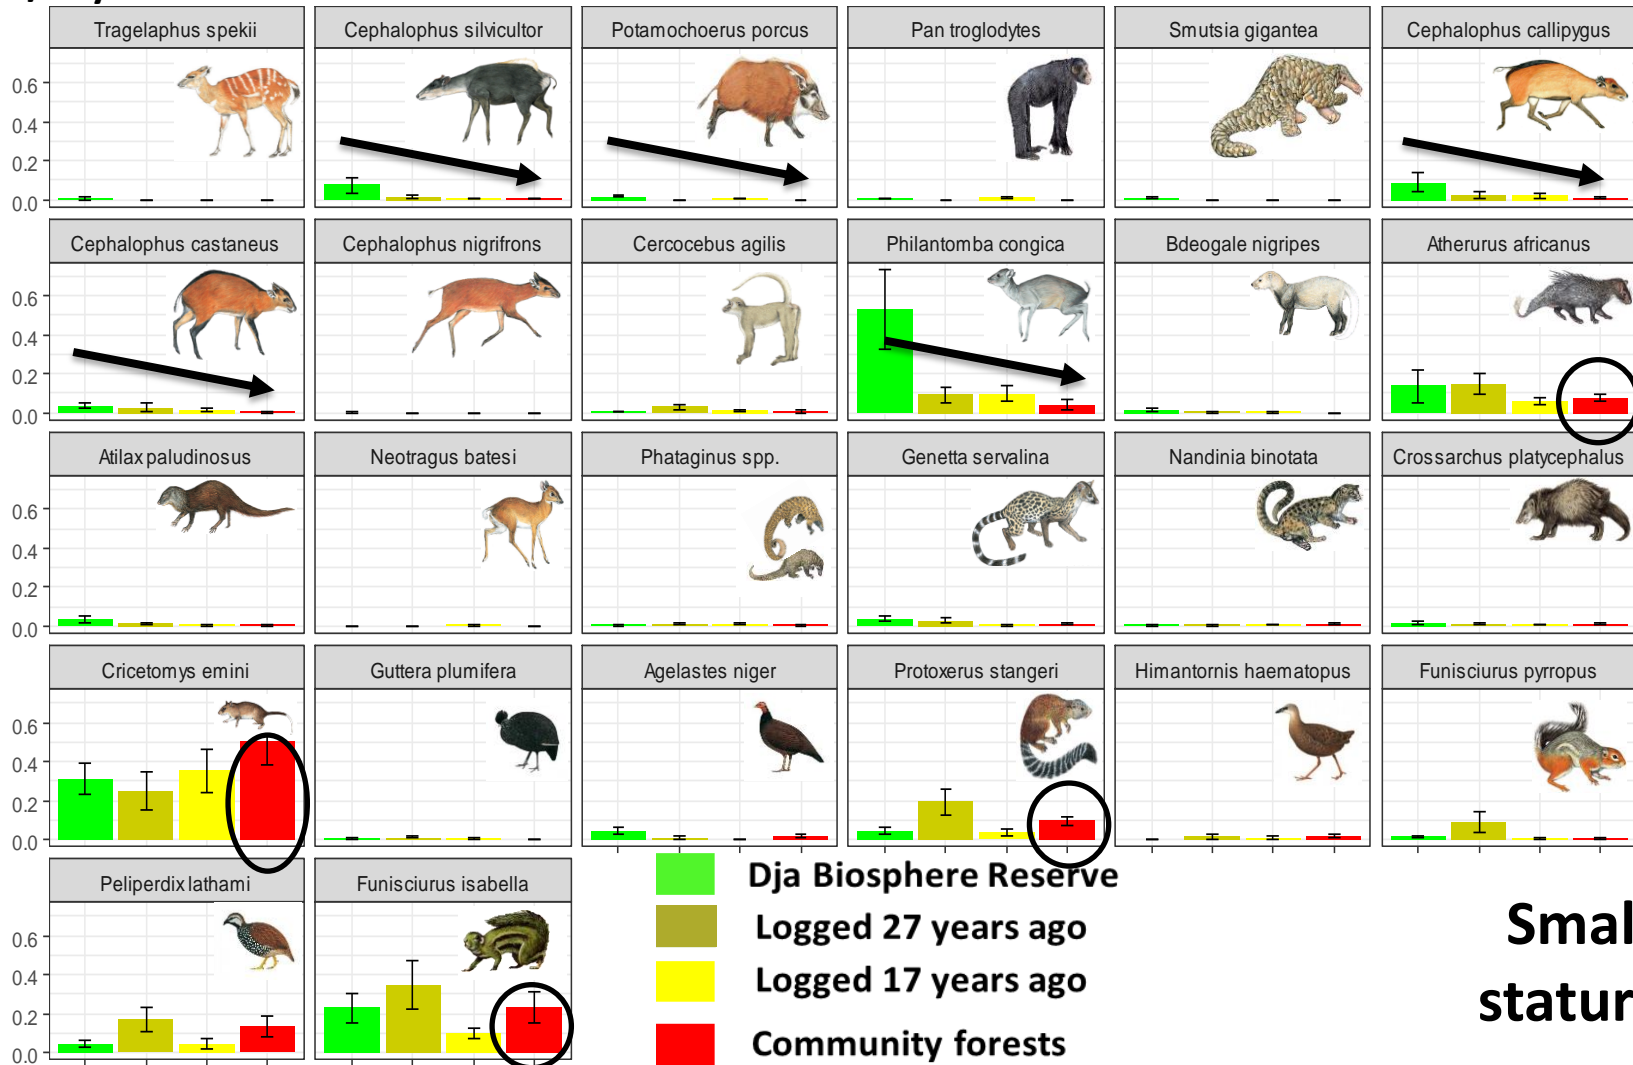 Tragelaphus spekii Cephalophus silvicultor Potamochoerus porcus Pan troglodytes Smutsia gigantea Cephalophus callipygus
0.6
0.4
0.2
0.0
Cephalophus castaneus Cephalophus nigrifrons Cercocebus agilis Philantomba congica Bdeogale nigripes Atherurus africanus
0.6
0.4
0.2
0.0
Atilax paludinosus Neotragus batesi Phataginus spp. Genetta servalina Nandinia binotata Crossarchus platycephalus
0.6
0.4
0.2
0.0
Cricetomys emini Guttera plumifera Agelastes niger Protoxerus stangeri Himantornis haematopus Funisciurus pyrropus
0.6
0.4
0.2
0.0
Peliperdix lathami Funisciurus isabella
0.6
0.4
0.2
0.0
Dja Biosphere Reserve
Logged 27 years ago
Logged 17 years ago
Community forests
Smal
statur